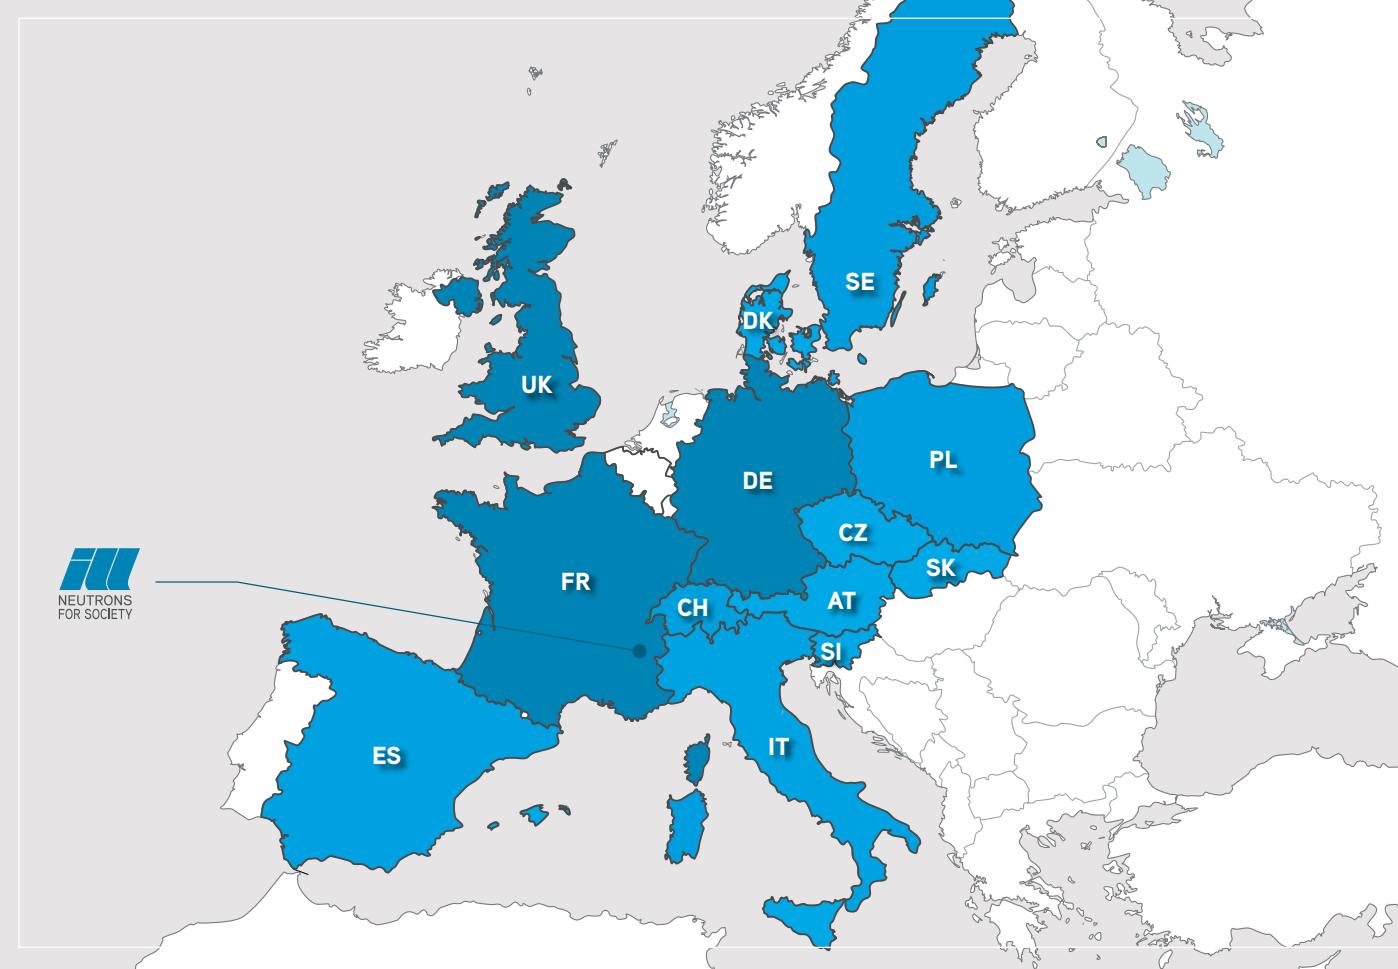 SE
DK
UK
PL
DE
CZ
SK
FR
AT
CH
SI
ill
NEUTRONS
FOR SOCIETY
IT
ES